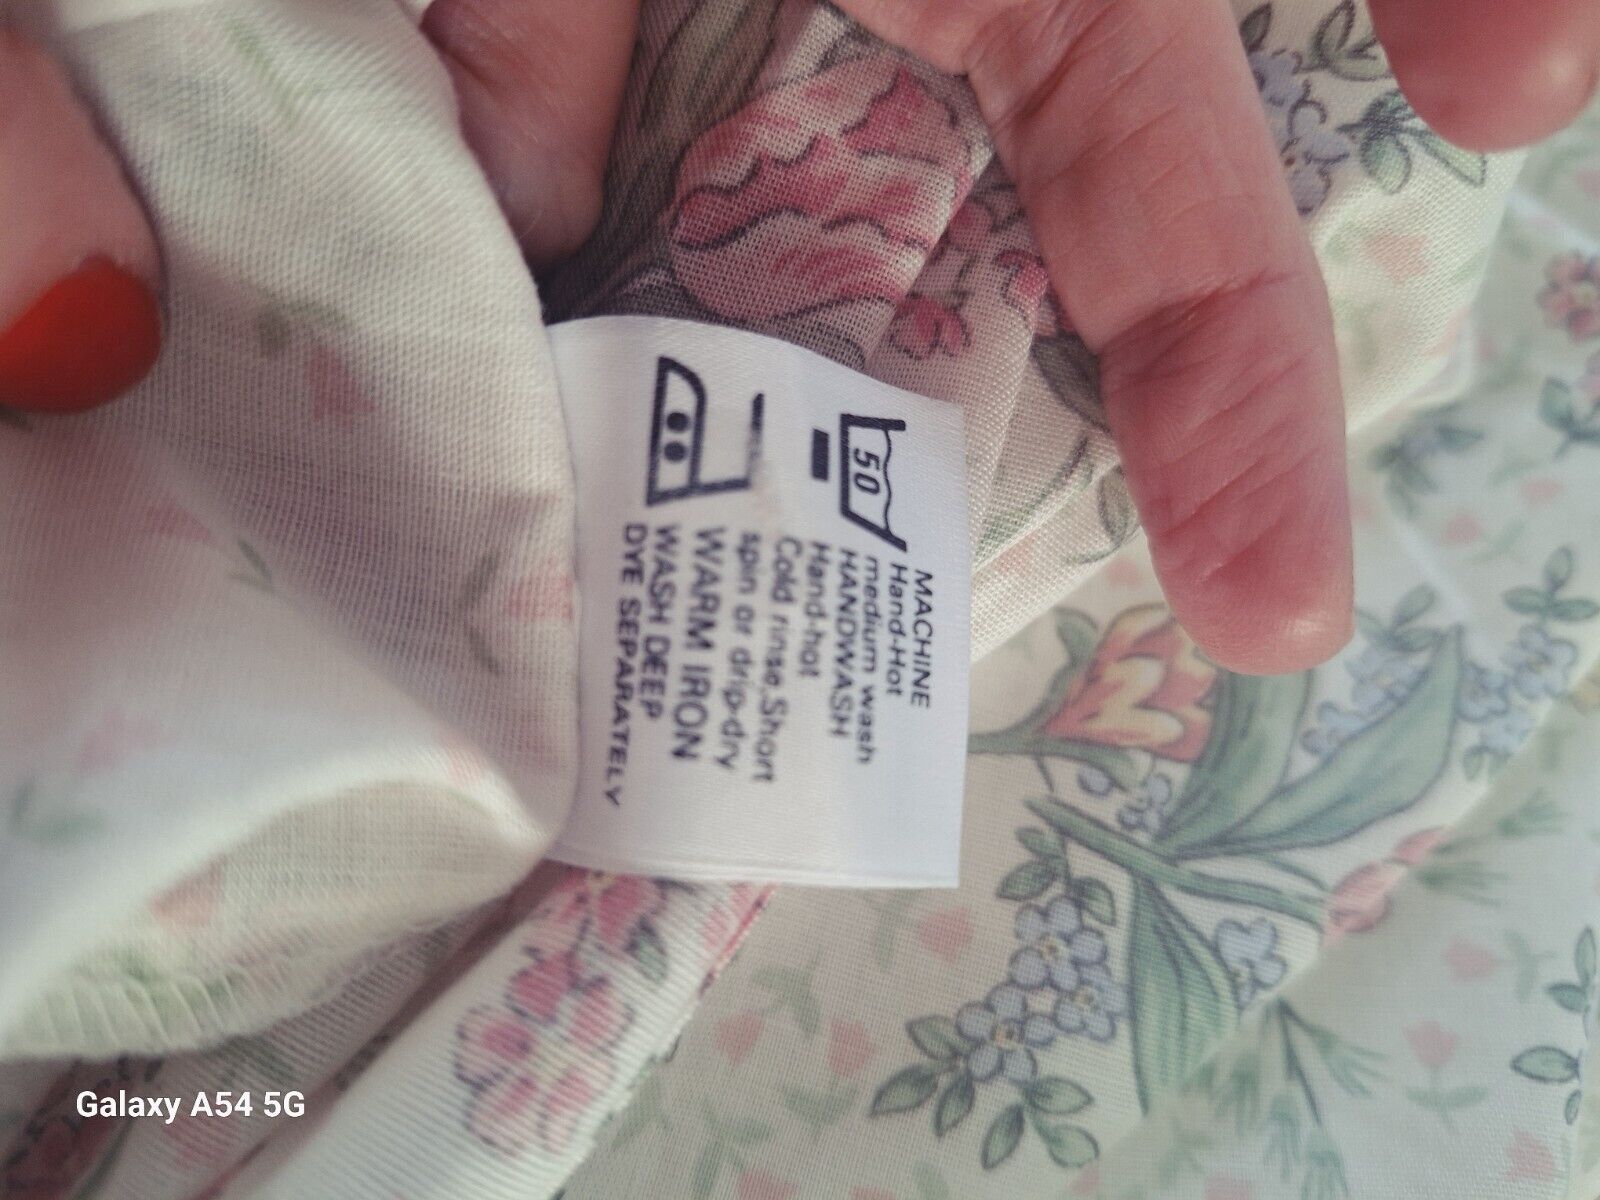 50
MACHINE
Hand-Hot
medium wash
HANDWASH
Hand-hot
Cold rinse.Short
spin or drip-dry
WARM IRON
WASH DEEP
DYE SEPARATELY
Galaxy A54 5G